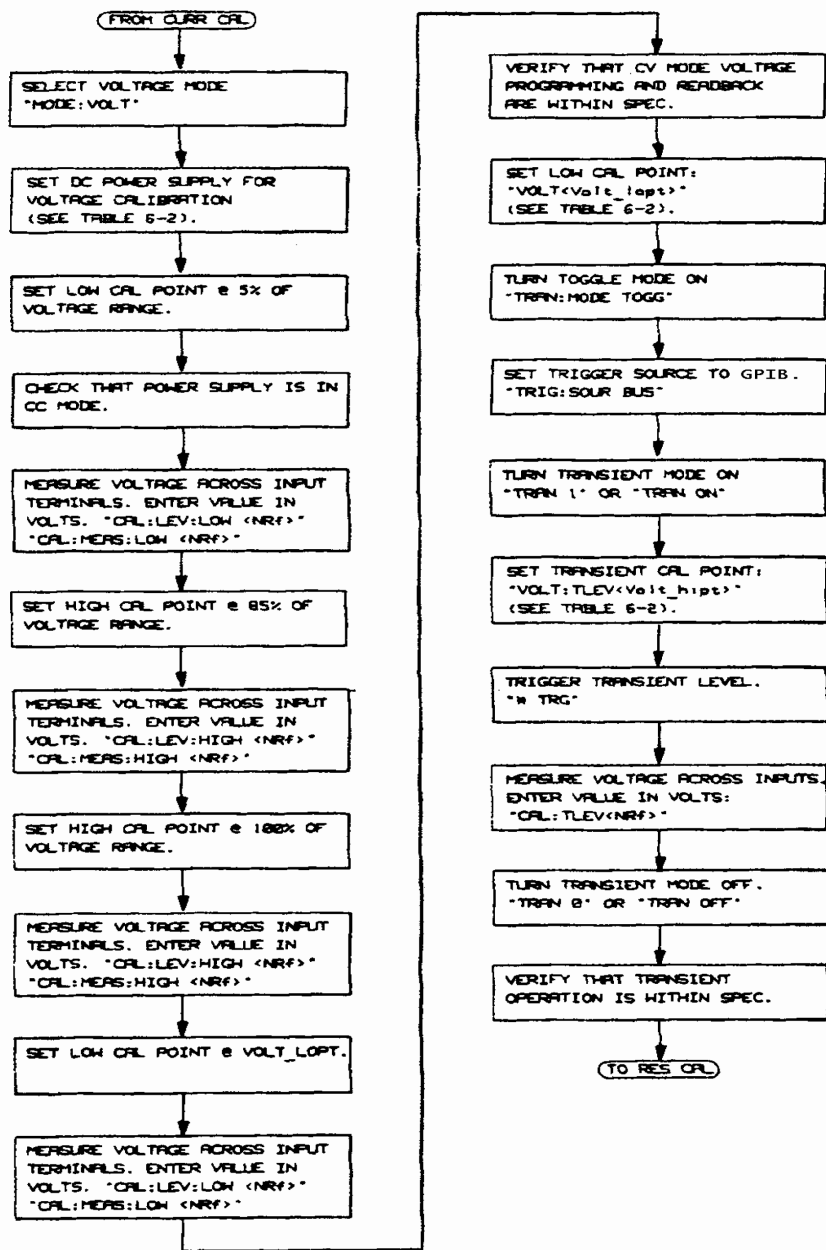 FROM CURR CAL
SELECT VOLTAGE MODE
"MODE:VOLT"
SET DC POWER SUPPLY FOR
VOLTAGE CALIBRATION
(SEE TABLE 6-2).
SET LOW CAL POINT @ 5% OF
VOLTAGE RANGE.
CHECK THAT POWER SUPPLY IS IN
CC MODE.
MEASURE VOLTAGE ACROSS INPUT
TERMINALS. ENTER VALUE IN
VOLTS. "CAL:LEV:LOW <NRf>"
"CAL:MEAS:LOW <NRf>"
SET HIGH CAL POINT @ 85% OF
VOLTAGE RANGE.
MEASURE VOLTAGE ACROSS INPUT
TERMINALS. ENTER VALUE IN
VOLTS. "CAL:LEV:HIGH <NRf>"
"CAL:MEAS:HIGH <NRf>"
SET HIGH CAL POINT @ 100% OF
VOLTAGE RANGE.
MEASURE VOLTAGE ACROSS INPUT
TERMINALS. ENTER VALUE IN
VOLTS. "CAL:LEV:HIGH <NRf>"
"CAL:MEAS:HIGH <NRf>"
SET LOW CAL POINT @ VOLT_LOPT.
MEASURE VOLTAGE ACROSS INPUT
TERMINALS. ENTER VALUE IN
VOLTS. "CAL:LEV:LOW <NRf>"
"CAL:MEAS:LOW <NRf>"
VERIFY THAT CV MODE VOLTAGE
PROGRAMMING AND READBACK
ARE WITHIN SPEC.
SET LOW CAL POINT:
"VOLT<Volt_lopt>"
(SEE TABLE 6-2).
TURN TOGGLE MODE ON
"TRAN:MODE TOGG"
SET TRIGGER SOURCE TO GPIB.
"TRIG:SOUR BUS"
TURN TRANSIENT MODE ON
"TRAN 1" OR "TRAN ON"
SET TRANSIENT CAL POINT:
"VOLT:TLEV<Volt_hipt>"
(SEE TABLE 6-2).
TRIGGER TRANSIENT LEVEL.
"* TRG"
MEASURE VOLTAGE ACROSS INPUTS.
ENTER VALUE IN VOLTS:
"CAL:TLEV<NRf>"
TURN TRANSIENT MODE OFF.
"TRAN 0" OR "TRAN OFF"
VERIFY THAT TRANSIENT
OPERATION IS WITHIN SPEC.
TO RES CAL